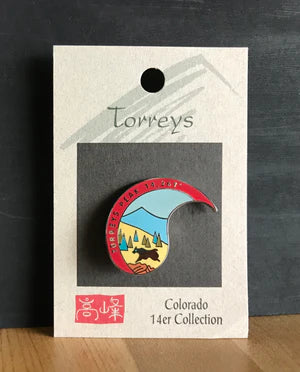 Torreys
TORREYS PEAK 14,267'
高峰
Colorado
14er Collection